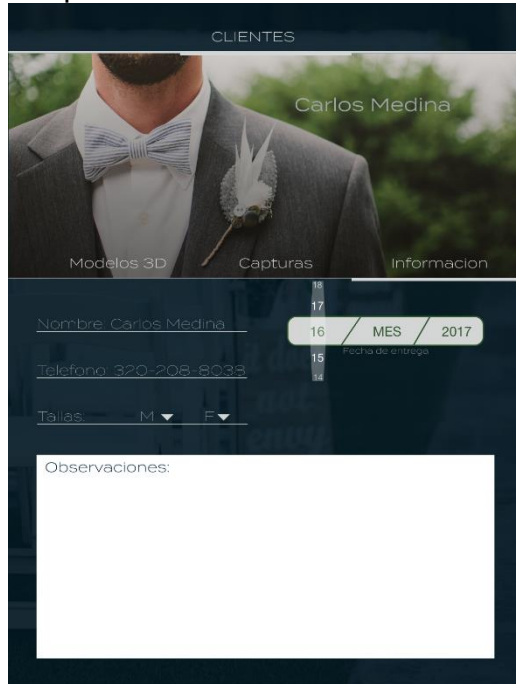 CLIENTES
Carlos Medina
Modelos 3D Capturas Informacion
18
17
16 MES 2017
15
14
Fecha de entrega
Nombre: Carlos Medina
Telefono: 320-208-8038
Tallas: M F
Observaciones: